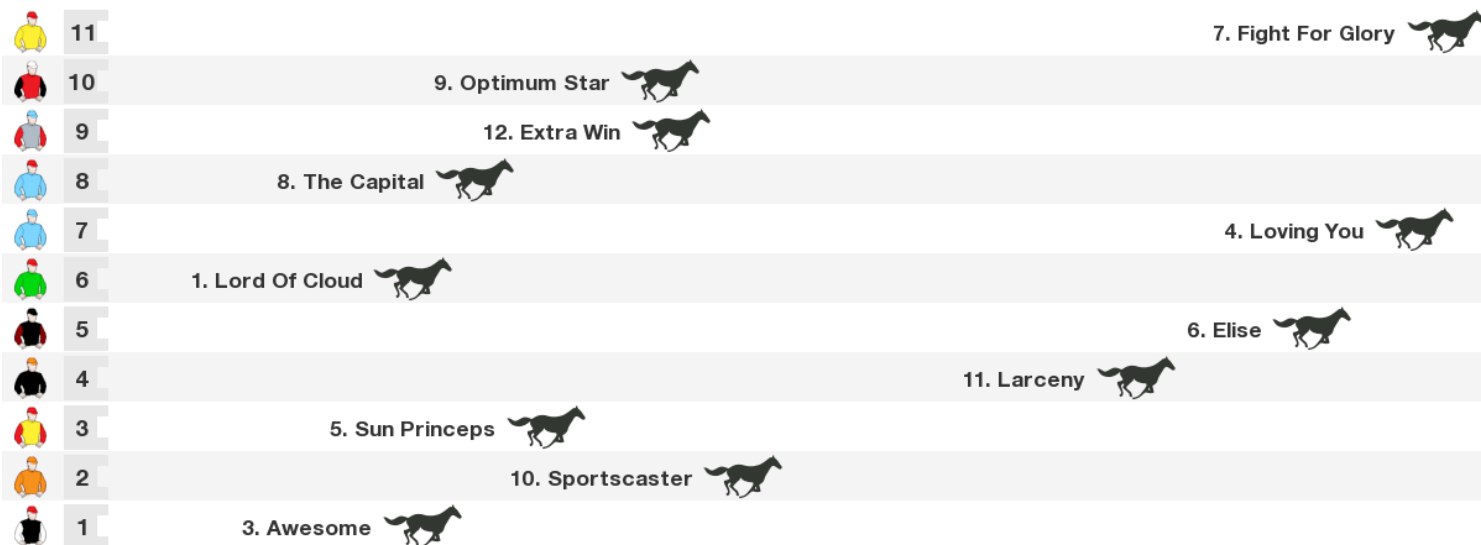 11 7. Fight For Glory
10 9. Optimum Star
9 12. Extra Win
8 8. The Capital
7 4. Loving You
6 1. Lord Of Cloud
5 6. Elise
4 11. Larceny
3 5. Sun Princeps
2 10. Sportscaster
1 3. Awesome